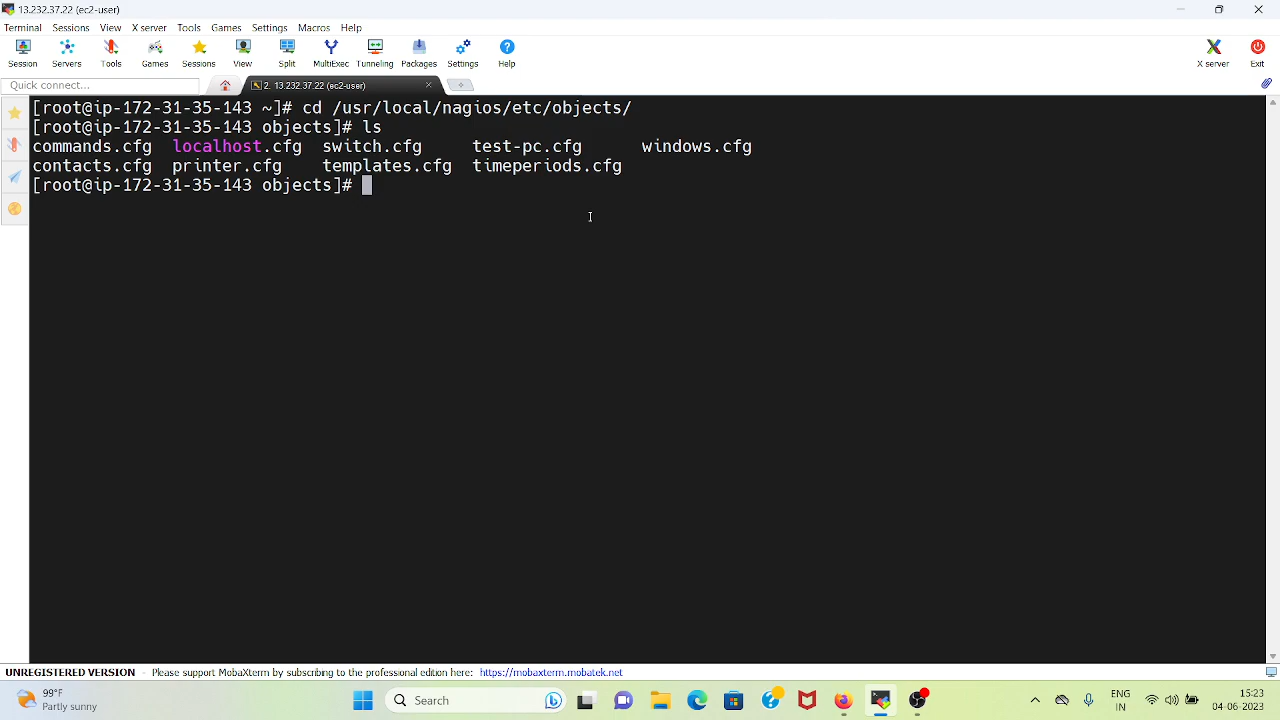 13.232.37.22 (ec2-user)
Terminal Sessions View X server Tools Games Settings Macros Help
Session Servers Tools Games Sessions View Split MultiExec Tunneling Packages Settings Help X server Exit
Quick connect...
2. 13.232.37.22 (ec2-user)
[root@ip-172-31-35-143 ~]# cd /usr/local/nagios/etc/objects/
[root@ip-172-31-35-143 objects]# ls
commands.cfg localhost.cfg switch.cfg test-pc.cfg windows.cfg
contacts.cfg printer.cfg templates.cfg timeperiods.cfg
[root@ip-172-31-35-143 objects]#
UNREGISTERED VERSION - Please support MobaXterm by subscribing to the professional edition here: https://mobaxterm.mobatek.net
99°F
Partly sunny
Search
ENG
IN
15:23
04-06-2023